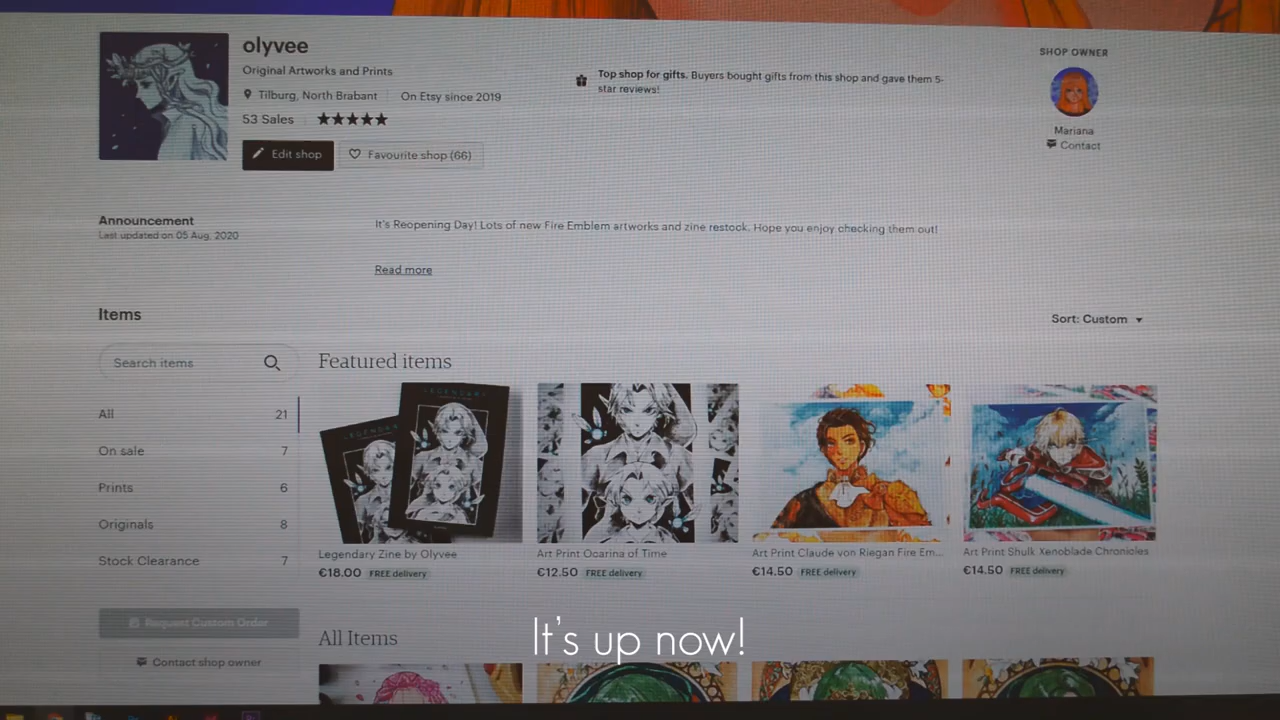 olyvee
Original Artworks and Prints
Tilburg, North Brabant
On Etsy since 2019
53 Sales
Edit shop
Favourite shop (66)
Top shop for gifts. Buyers bought gifts from this shop and gave them 5-
star reviews!
SHOP OWNER
Mariana
Contact
Announcement
Last updated on 05 Aug, 2020
It's Reopening Day! Lots of new Fire Emblem artworks and zine restock. Hope you enjoy checking them out!
Read more
Items
Sort: Custom
Search items
All 21
On sale 7
Prints 6
Originals 8
Stock Clearance 7
Request Custom Order
Contact shop owner
Featured items
LEGENDARY
LEGENDARY
Legendary Zine by Olyvee
€18.00 FREE delivery
Art Print Ocarina of Time
€12.50 FREE delivery
Art Print Claude von Riegan Fire Em...
€14.50 FREE delivery
Art Print Shulk Xenoblade Chronicles
€14.50 FREE delivery
All Items
It's up now!